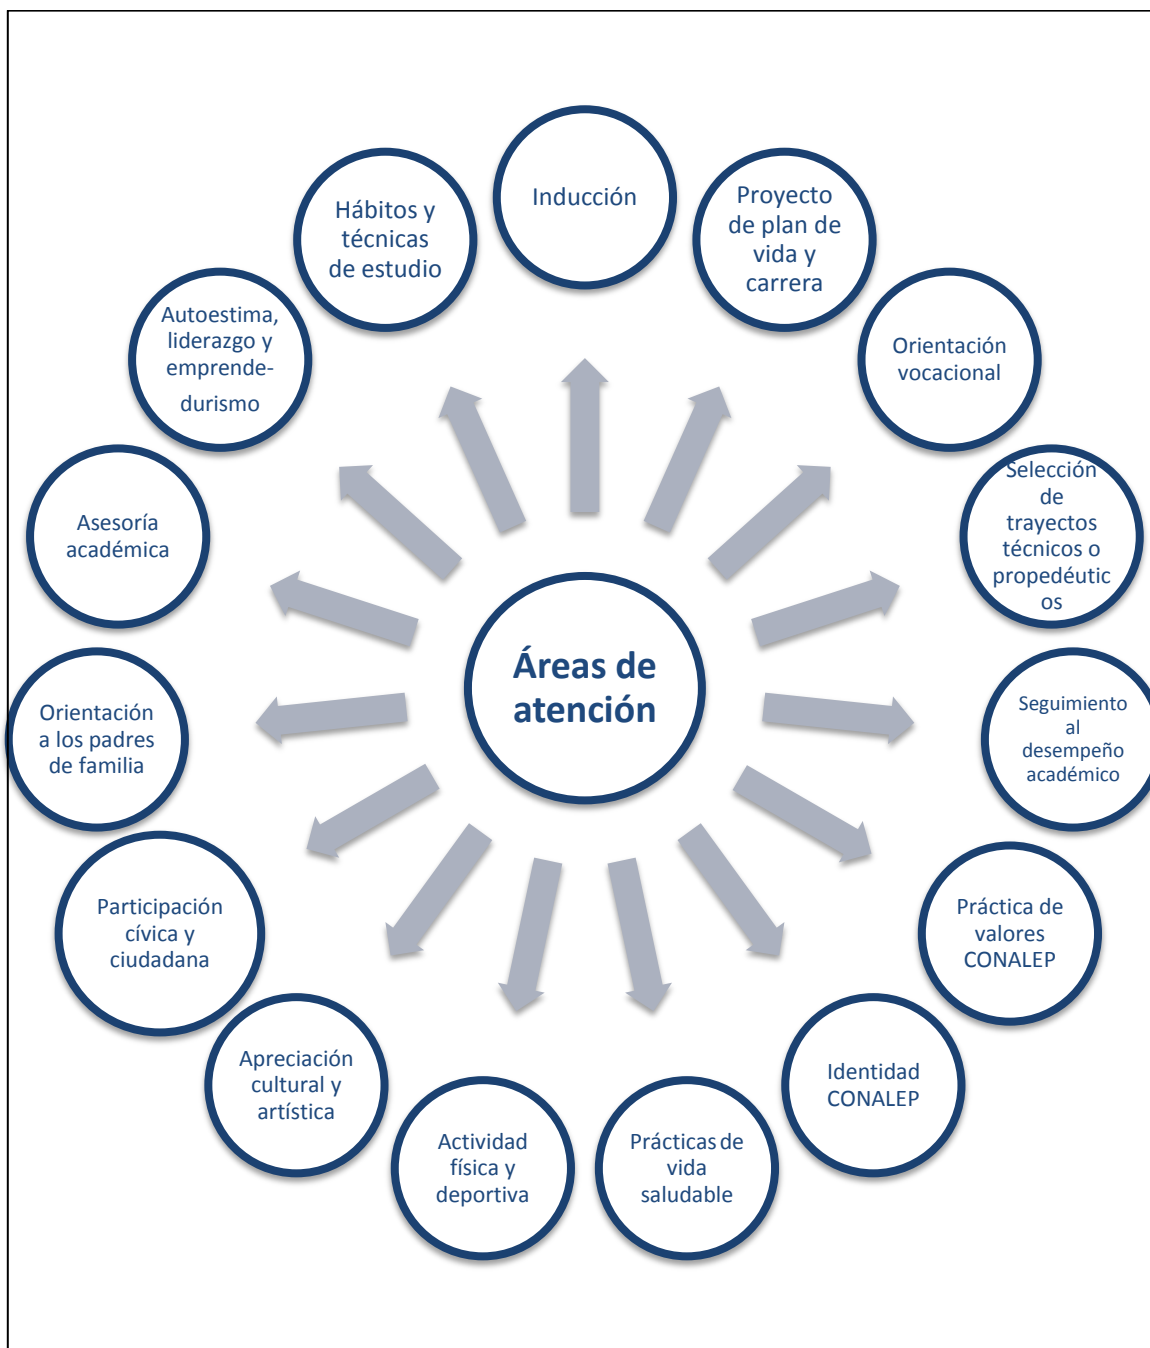 Inducción
Proyecto
de plan de
vida y
carrera
Orientación
vocacional
Selección
de
trayectos
técnicos o
propedéutic
os
Seguimiento
al
desempeño
académico
Práctica de
valores
CONALEP
Identidad
CONALEP
Prácticas de
vida
saludable
Actividad
física y
deportiva
Apreciación
cultural y
artística
Participación
cívica y
ciudadana
Orientación
a los padres
de familia
Asesoría
académica
Autoestima,
liderazgo y
emprende-
durismo
Hábitos y
técnicas
de estudio
Áreas de
atención